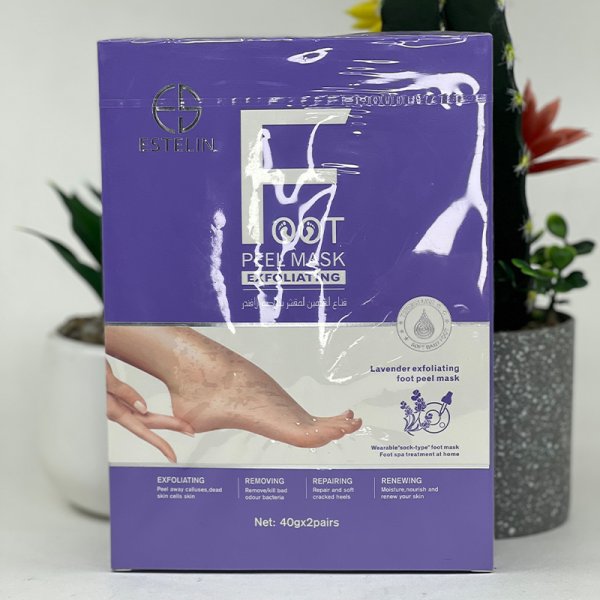 ESTELIN
FOOT
PEEL MASK
EXFOLIATING
Lavender exfoliating
foot peel mask
Wearable"sock-type" foot mask
Foot spa treatment at home
EXFOLIATING
Peel away calluses,dead
skin cells skin
REMOVING
Remove/kill bad
odour bacteria
REPAIRING
Repair and soft
cracked heels
RENEWING
Moisture,nourish and
renew your skin
Net: 40gx2pairs